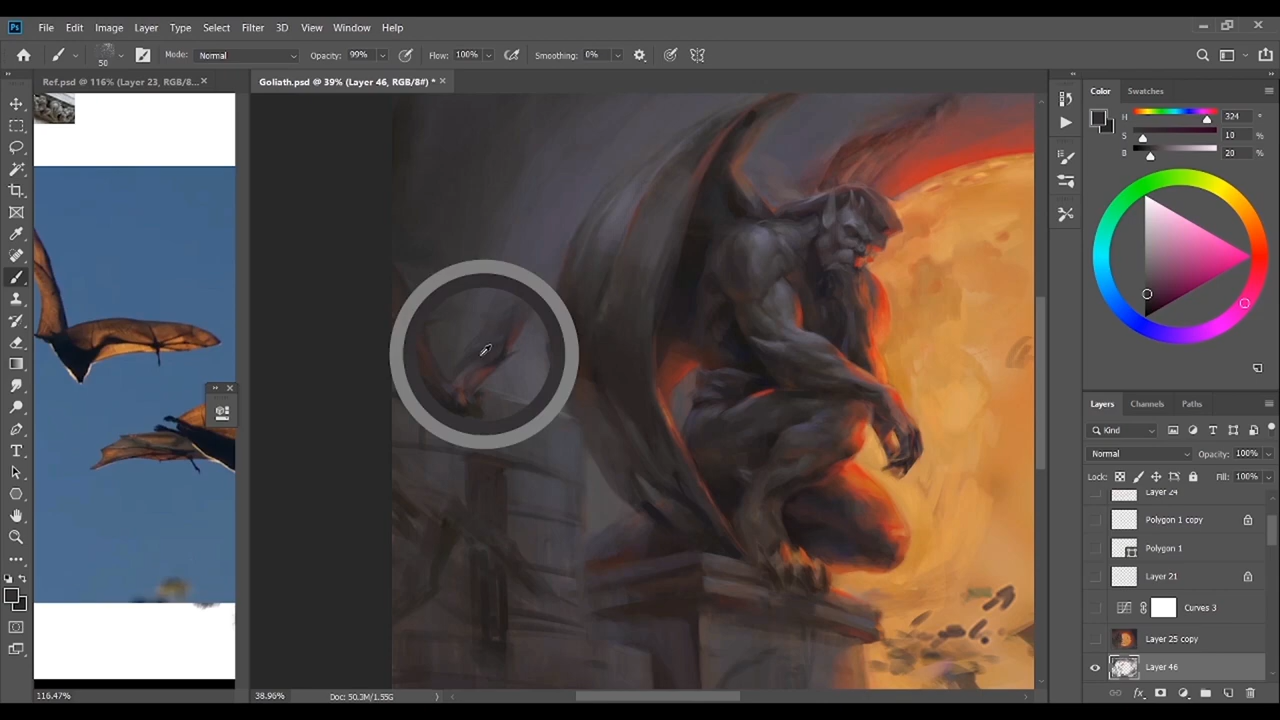 Ps File Edit Image Layer Type Select Filter 3D View Window Help
50 Mode: Normal Opacity: 99% Flow: 100% Smoothing: 0%
Ref.psd @ 116% (Layer 23, RGB/8... Goliath.psd @ 39% (Layer 46, RGB/8#) *
Color Swatches
H 324 °
S 10 %
B 20 %
Layers Channels Paths
Kind
Normal Opacity: 100%
Lock: Fill: 100%
Layer 24
Polygon 1 copy
Polygon 1
Layer 21
Curves 3
Layer 25 copy
Layer 46
116.47% 38.96% Doc: 50.3M/1.55G
fx